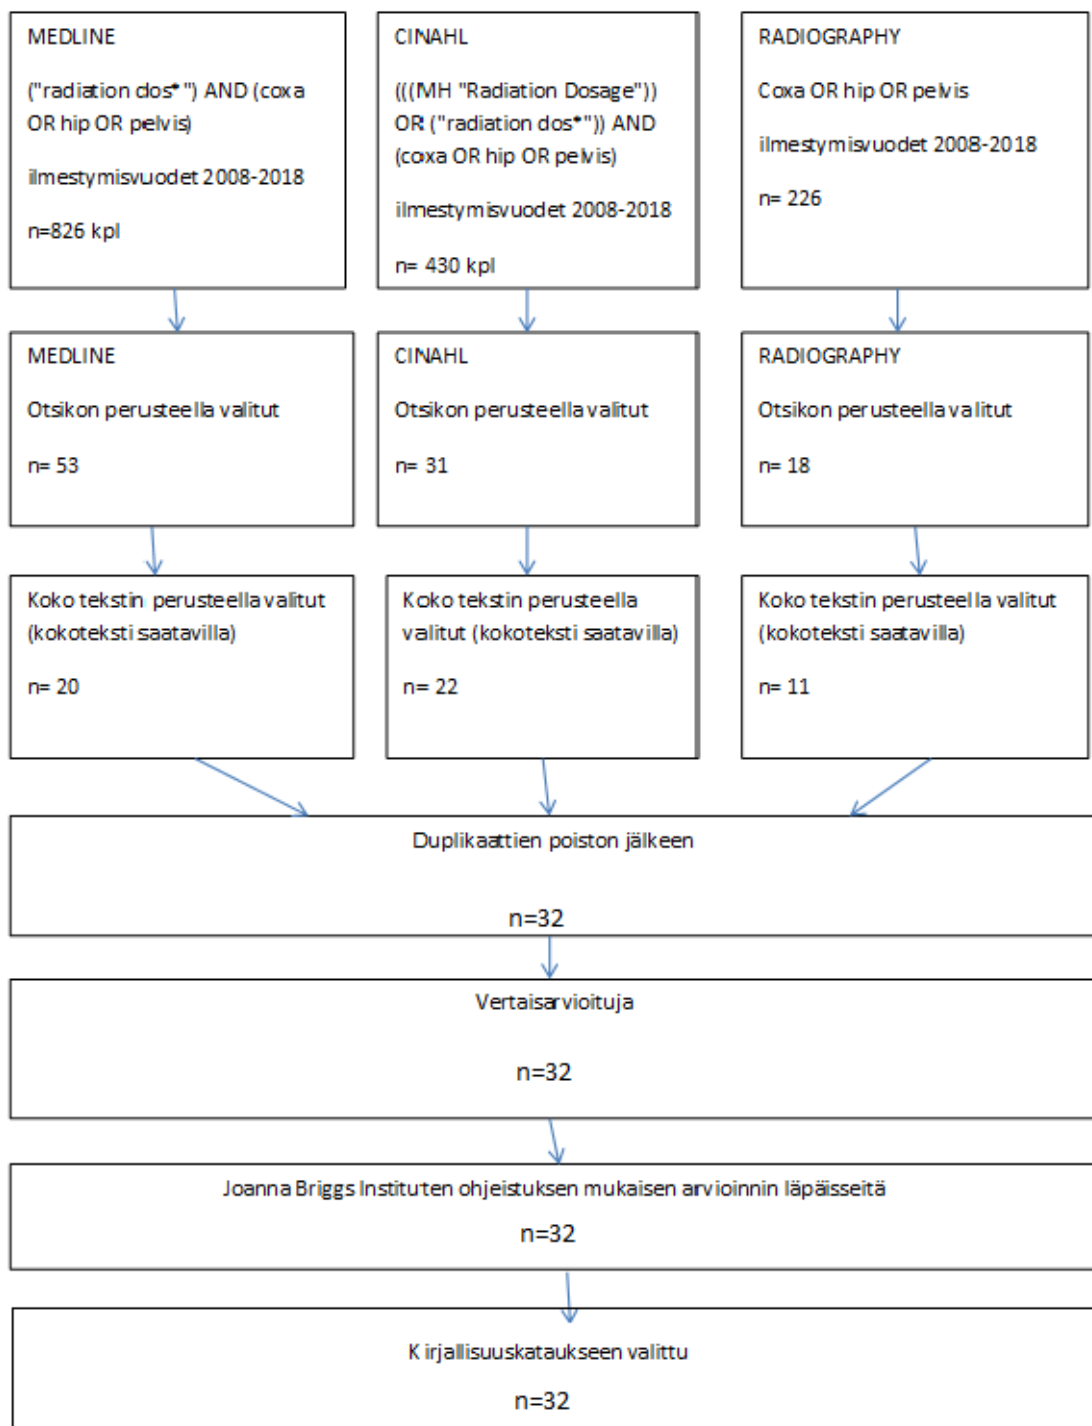 MEDLINE
("radiation dos*") AND (coxa
OR hip OR pelvis)
ilmestymisvuodet 2008-2018
n=826 kpl
CINAHL
(((MH "Radiation Dosage"))
OR ("radiation dos*")) AND
(coxa OR hip OR pelvis)
ilmestymisvuodet 2008-2018
n= 430 kpl
RADIOGRAPHY
Coxa OR hip OR pelvis
ilmestymisvuodet 2008-2018
n= 226
MEDLINE
Otsikon perusteella valitut
n= 53
CINAHL
Otsikon perusteella valitut
n= 31
RADIOGRAPHY
Otsikon perusteella valitut
n= 18
Koko tekstin perusteella valitut
(kokoteksti saatavilla)
n= 20
Koko tekstin perusteella
valitut (kokoteksti saatavilla)
n= 22
Koko tekstin perusteella valitut
(kokoteksti saatavilla)
n= 11
Duplikaattien poiston jälkeen
n=32
Vertaisarvioituja
n=32
Joanna Briggs Instituten ohjeistuksen mukaisen arvioinnin läpäisseitä
n=32
Kirjallisuuskataukseen valittu
n=32